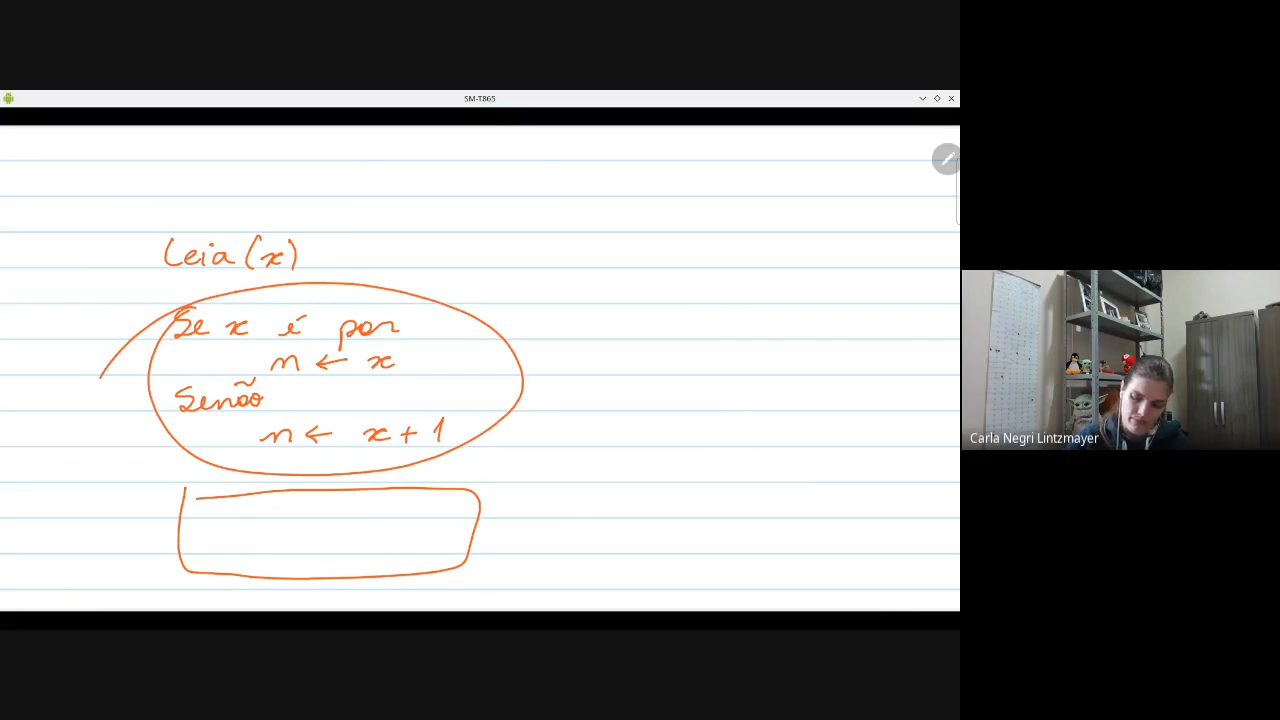 SM-T865
Leia (x)
Se x é par
n ← x
Senão
n ← x + 1
Carla Negri Lintzmayer